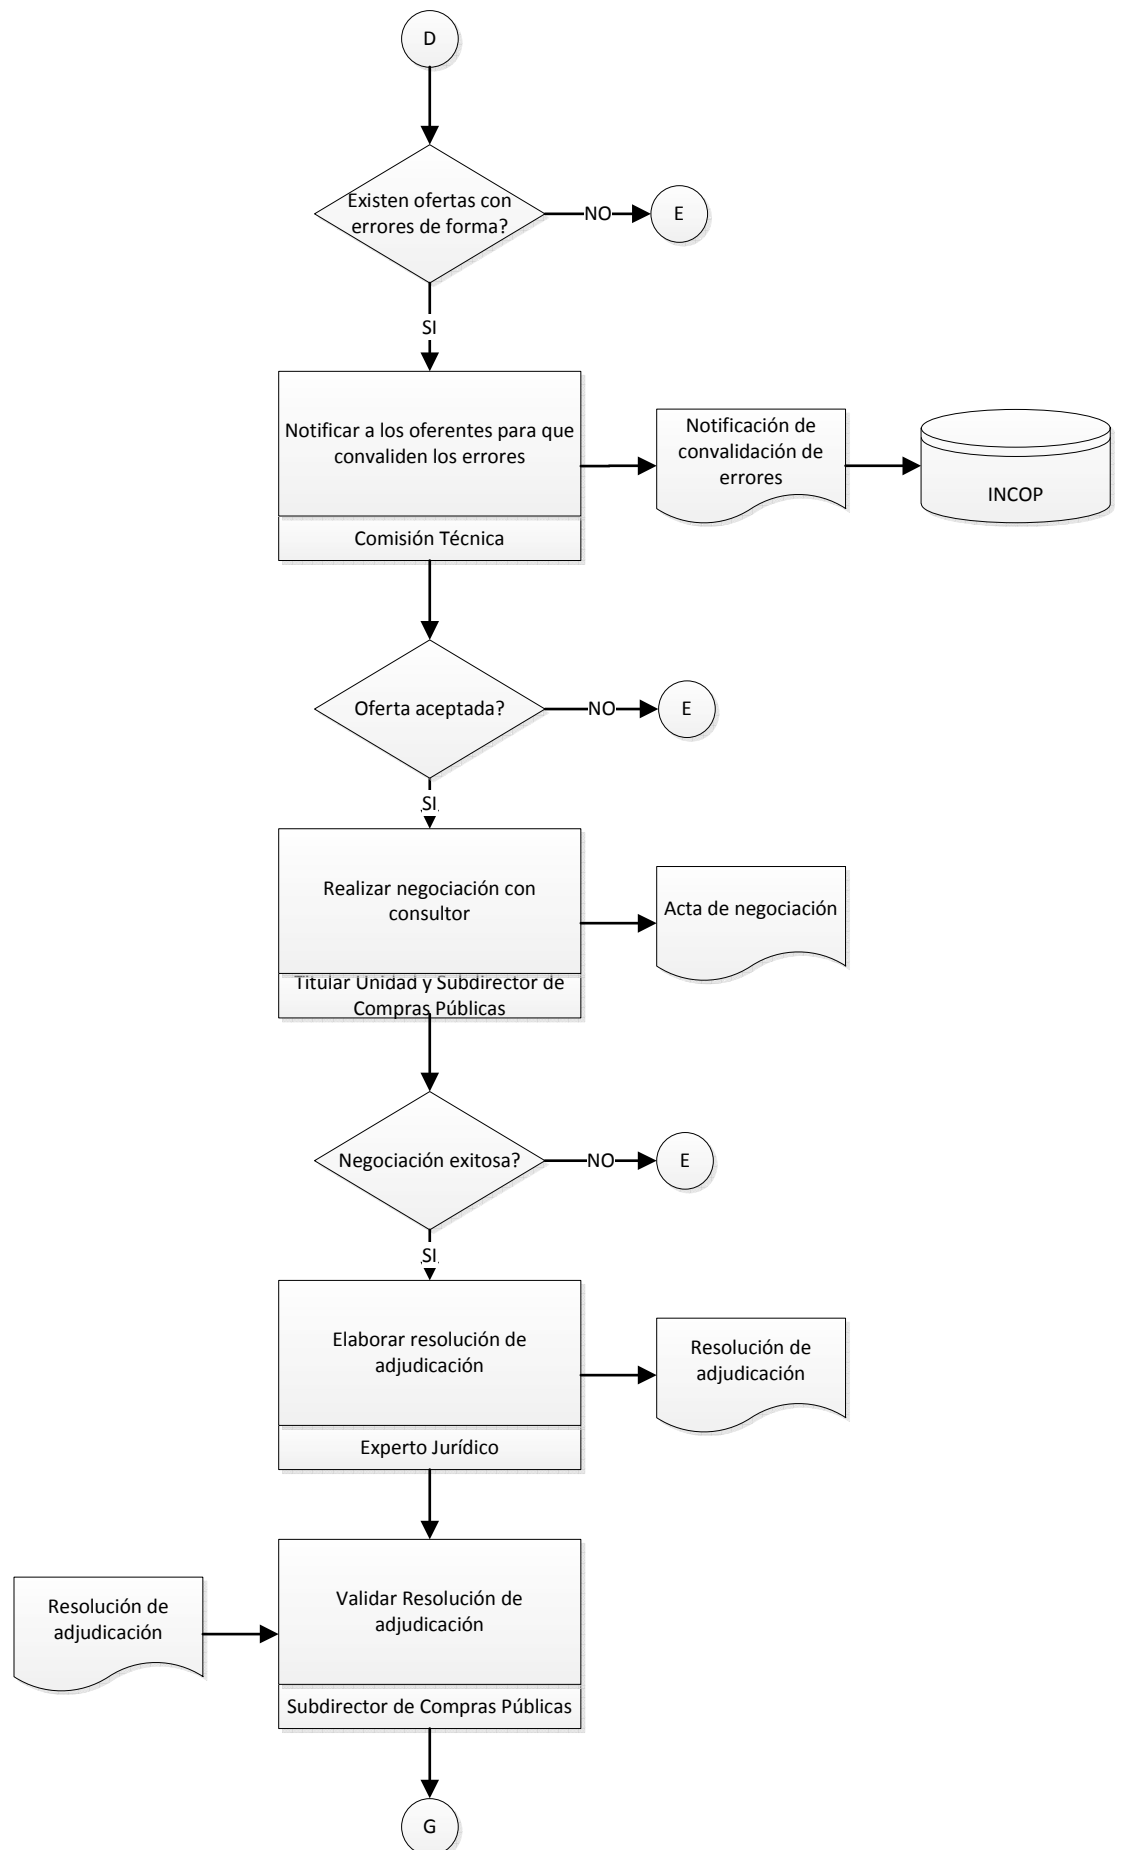 D
Existen ofertas con
errores de forma?
NO
E
SI
Notificar a los oferentes para que
convaliden los errores
Comisión Técnica
Notificación de
convalidación de
errores
INCOP
Oferta aceptada?
NO
E
SI
Realizar negociación con
consultor
Titular Unidad y Subdirector de
Compras Públicas
Acta de negociación
Negociación exitosa?
NO
E
SI
Elaborar resolución de
adjudicación
Experto Jurídico
Resolución de
adjudicación
Resolución de
adjudicación
Validar Resolución de
adjudicación
Subdirector de Compras Públicas
G